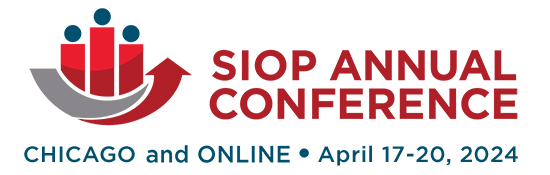 SIOP ANNUAL
CONFERENCE
CHICAGO and ONLINE • April 17-20, 2024